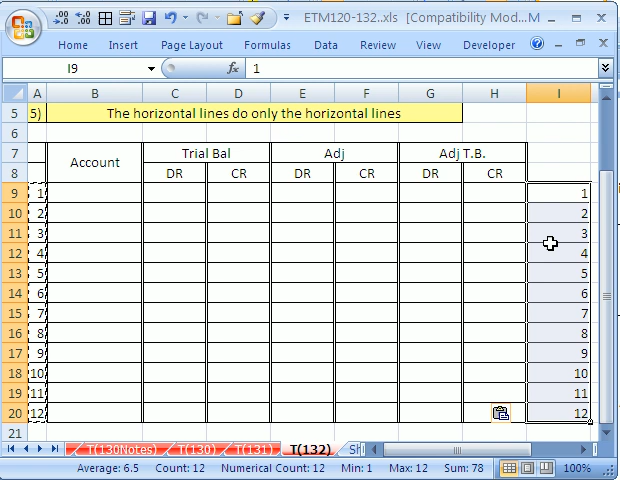 ETM120-132..xls [Compatibility Mod...M
Home Insert Page Layout Formulas Data Review View Developer
I9 fx 1
A B C D E F G H I
5 5) The horizontal lines do only the horizontal lines
6
7 Account Trial Bal Adj Adj T.B.
8 DR CR DR CR DR CR
9 1 1
10 2 2
11 3 3
12 4 4
13 5 5
14 6 6
15 7 7
16 8 8
17 9 9
18 10 10
19 11 11
20 12 12
21
T(130Notes) T(130) T(131) T(132) Sh
Average: 6.5 Count: 12 Numerical Count: 12 Min: 1 Max: 12 Sum: 78 100%